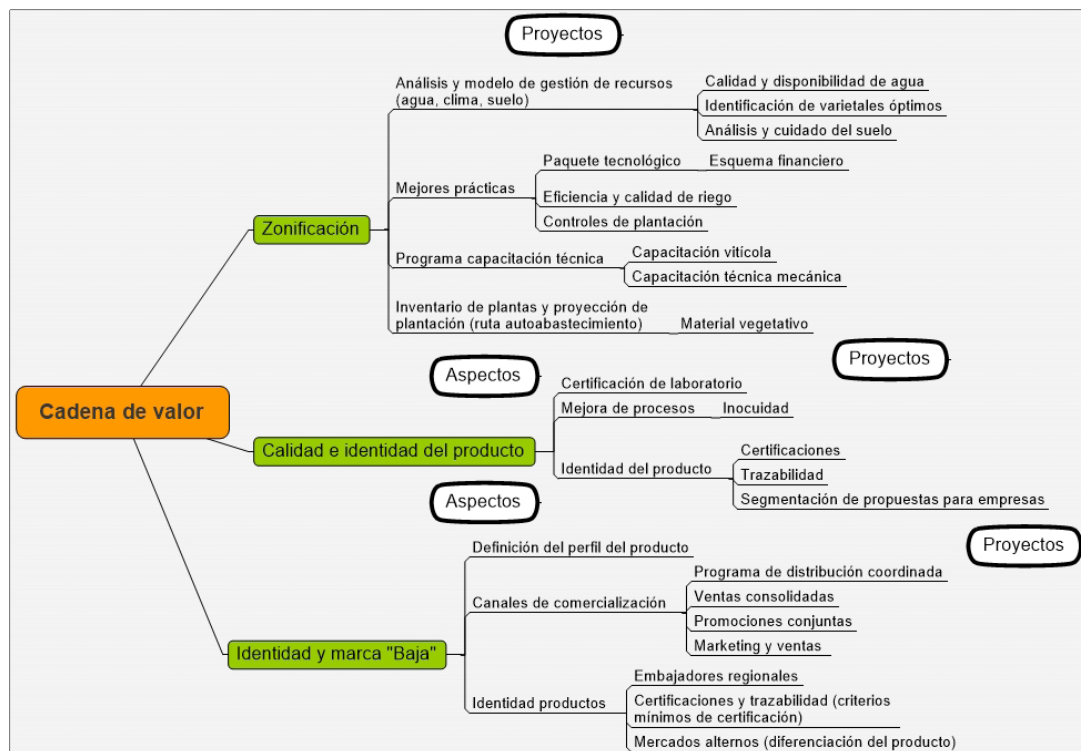 Proyectos
Análisis y modelo de gestión de recursos
(agua, clima, suelo)
Calidad y disponibilidad de agua
Identificación de varietales óptimos
Análisis y cuidado del suelo
Mejores prácticas
Paquete tecnológico
Esquema financiero
Eficiencia y calidad de riego
Controles de plantación
Zonificación
Programa capacitación técnica
Capacitación vitícola
Capacitación técnica mecánica
Inventario de plantas y proyección de
plantación (ruta autoabastecimiento)
Material vegetativo
Aspectos
Proyectos
Cadena de valor
Calidad e identidad del producto
Certificación de laboratorio
Mejora de procesos
Inocuidad
Identidad del producto
Certificaciones
Trazabilidad
Segmentación de propuestas para empresas
Aspectos
Proyectos
Identidad y marca "Baja"
Definición del perfil del producto
Canales de comercialización
Programa de distribución coordinada
Ventas consolidadas
Promociones conjuntas
Marketing y ventas
Identidad productos
Embajadores regionales
Certificaciones y trazabilidad (criterios
mínimos de certificación)
Mercados alternos (diferenciación del producto)